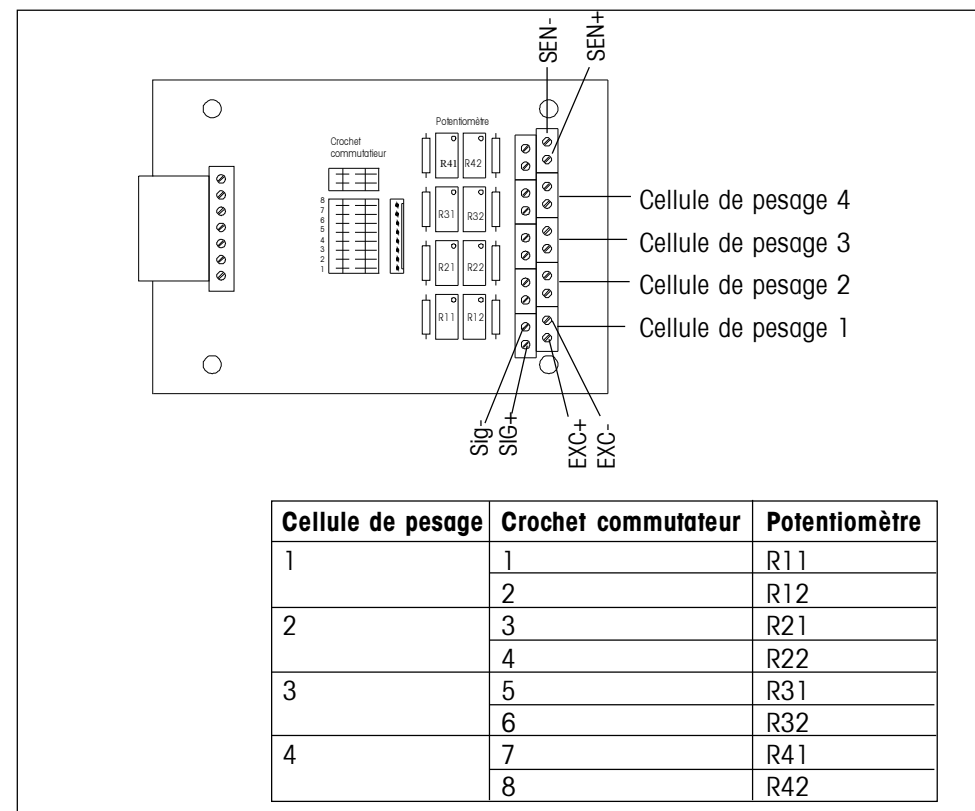 SEN- SEN+
Potentiomètre
Crochet
commutatieur
R41 R42
8
7
6
5
4
3
2
1
R31 R32
R21 R22
R11 R12
Cellule de pesage 4
Cellule de pesage 3
Cellule de pesage 2
Cellule de pesage 1
Sig- SIG+ EXC+ EXC-
Cellule de pesage Crochet commutateur Potentiomètre
1 1 R11
2 R12
2 3 R21
4 R22
3 5 R31
6 R32
4 7 R41
8 R42